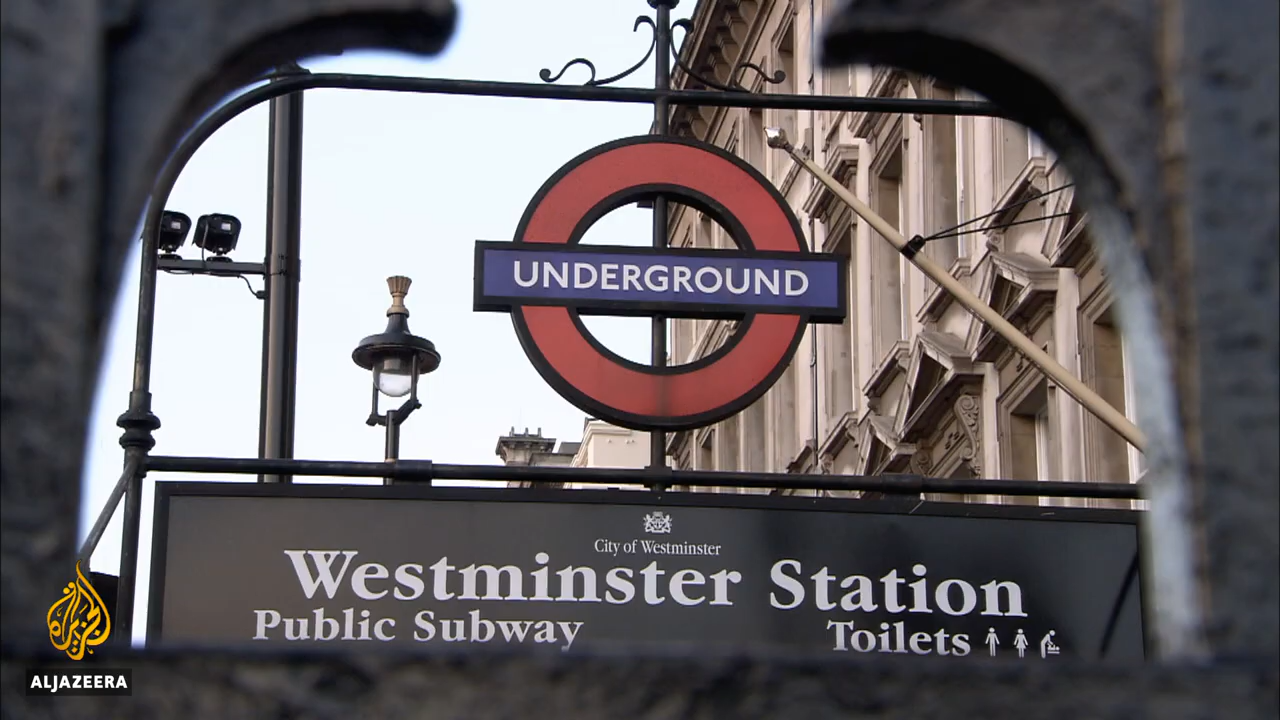 UNDERGROUND
City of Westminster
Westminster Station
Public Subway
Toilets
ALJAZEERA